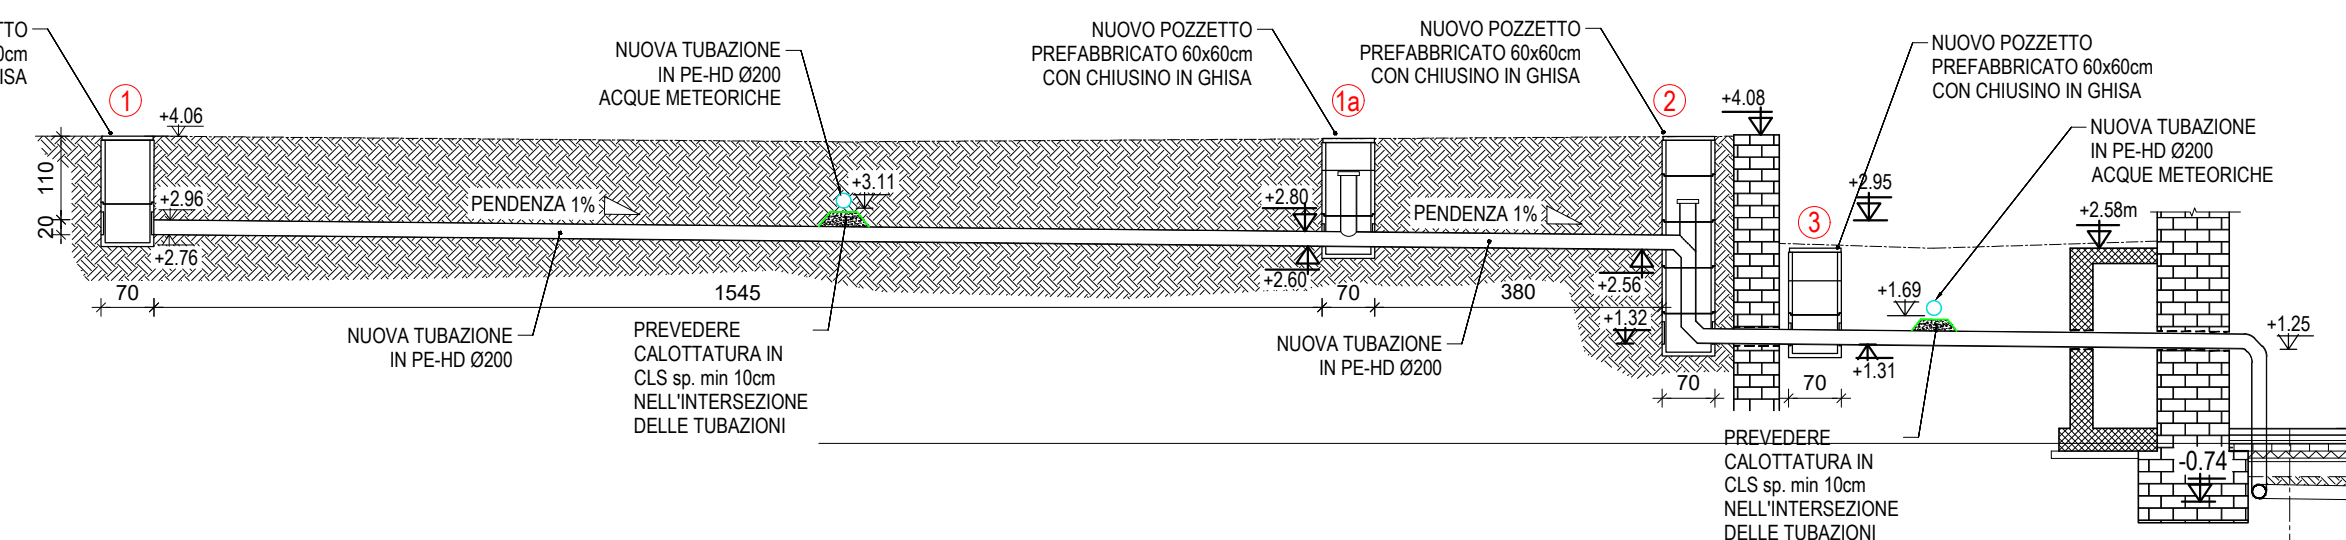 TTO
0cm
ISA
1
+4.06
110
20
+2.96
+2.76
70
PENDENZA 1%
NUOVA TUBAZIONE
IN PE-HD Ø200
ACQUE METEORICHE
+3.11
1545
NUOVA TUBAZIONE
IN PE-HD Ø200
PREVEDERE
CALOTTATURA IN
CLS sp. min 10cm
NELL'INTERSEZIONE
DELLE TUBAZIONI
NUOVO POZZETTO
PREFABBRICATO 60x60cm
CON CHIUSINO IN GHISA
1a
+2.80
+2.60
70
PENDENZA 1%
380
NUOVA TUBAZIONE
IN PE-HD Ø200
NUOVO POZZETTO
PREFABBRICATO 60x60cm
CON CHIUSINO IN GHISA
2
+2.56
+1.32
70
+4.08
NUOVO POZZETTO
PREFABBRICATO 60x60cm
CON CHIUSINO IN GHISA
3
+2.95
70
+1.31
+1.69
NUOVA TUBAZIONE
IN PE-HD Ø200
ACQUE METEORICHE
+2.58m
+1.25
PREVEDERE
CALOTTATURA IN
CLS sp. min 10cm
NELL'INTERSEZIONE
DELLE TUBAZIONI
-0.74